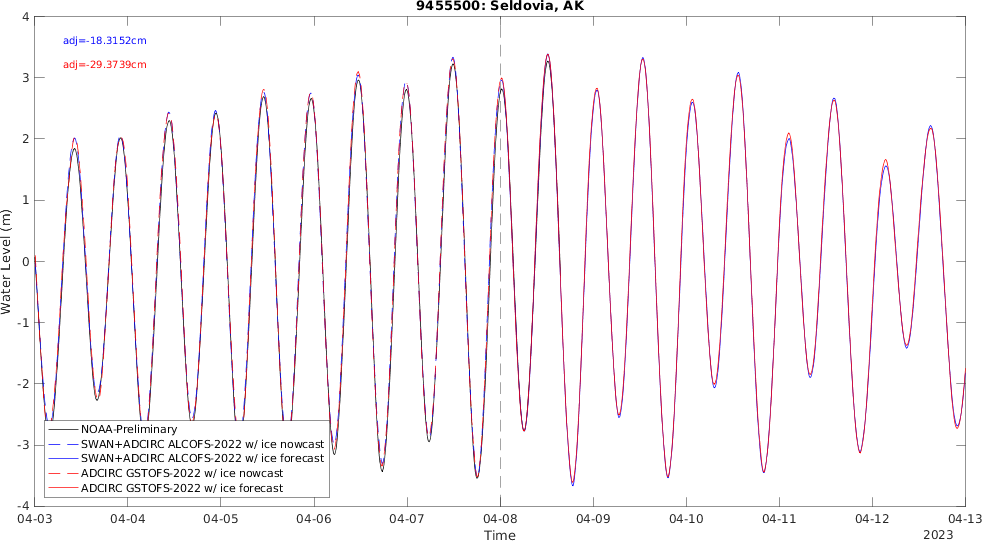 9455500: Seldovia, AK
adj=-18.3152cm
adj=-29.3739cm
Water Level (m)
4
3
2
1
0
-1
-2
-3
-4
NOAA-Preliminary
SWAN+ADCIRC ALCOFS-2022 w/ ice nowcast
SWAN+ADCIRC ALCOFS-2022 w/ ice forecast
ADCIRC GSTOFS-2022 w/ ice nowcast
ADCIRC GSTOFS-2022 w/ ice forecast
04-03 04-04 04-05 04-06 04-07 04-08 04-09 04-10 04-11 04-12 04-13
Time
2023